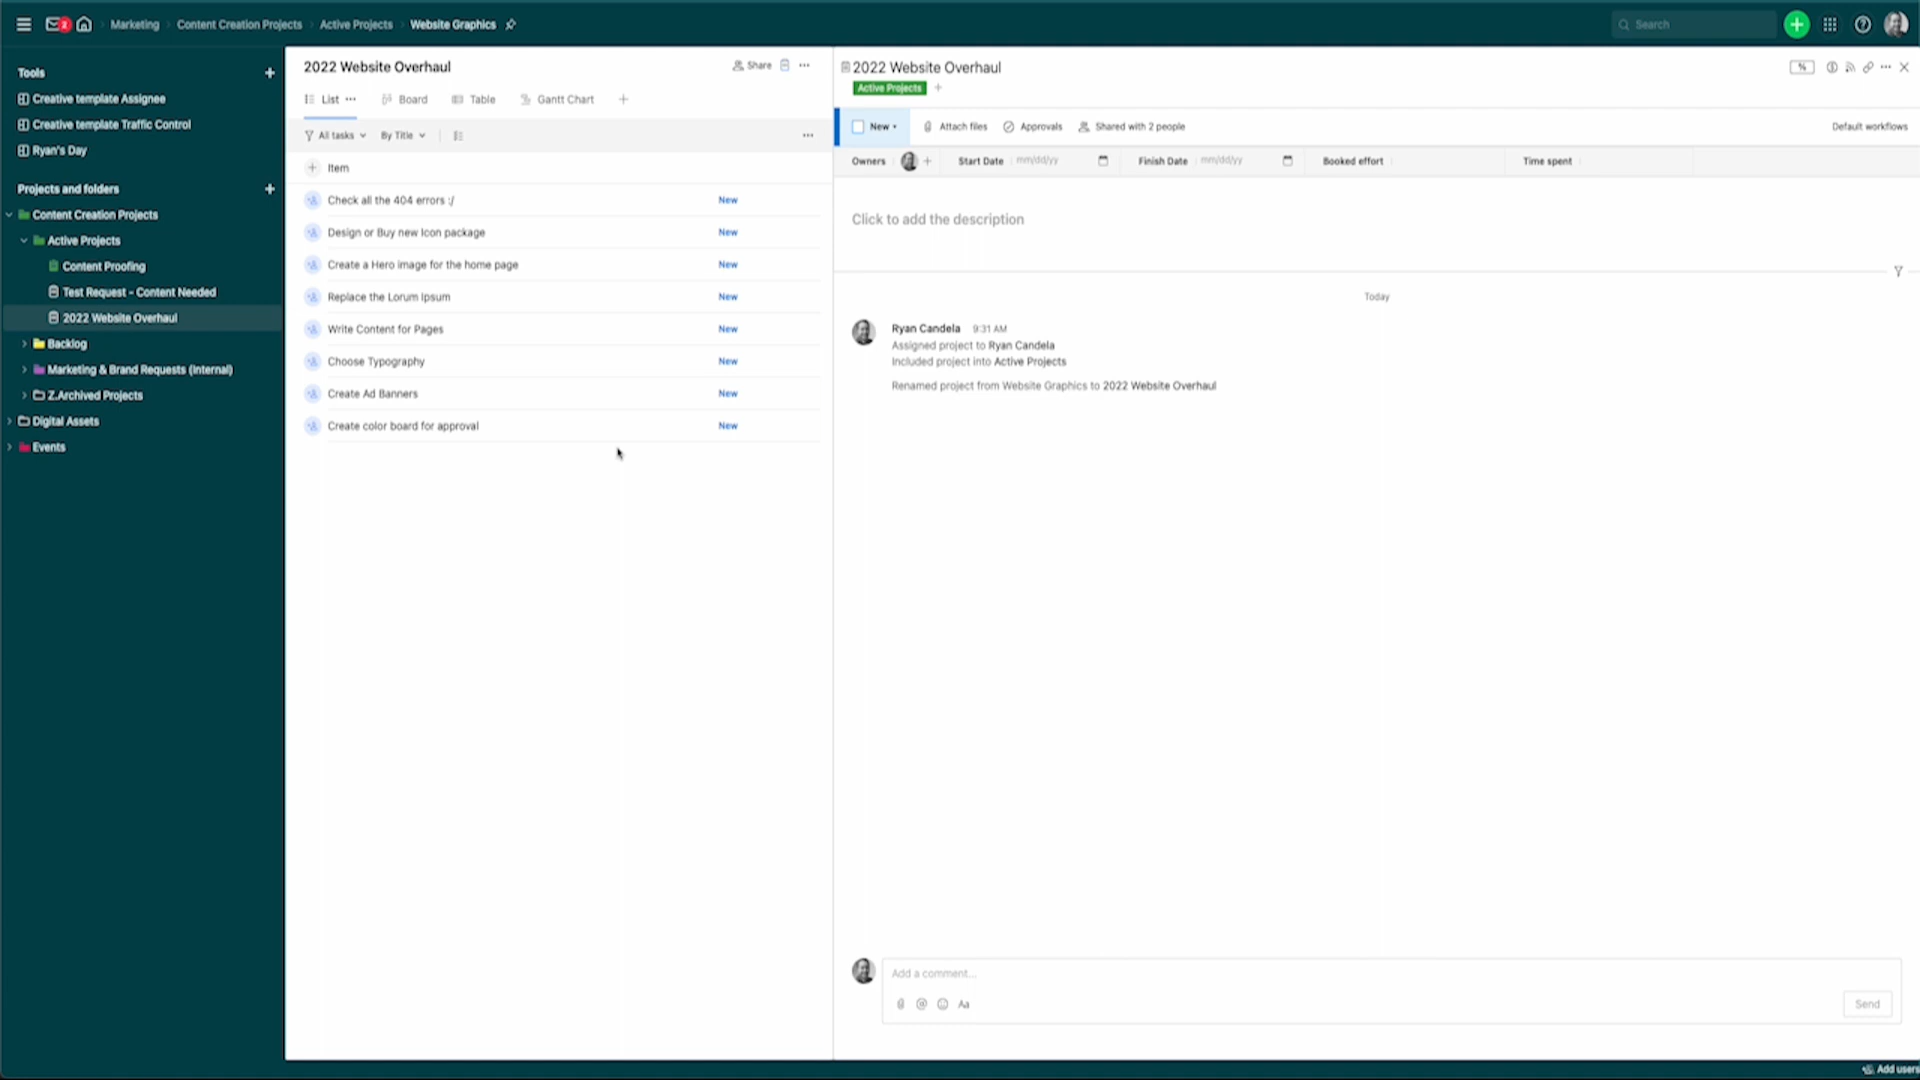 2 Marketing Content Creation Projects Active Projects Website Graphics Search
Tools
Creative template Assignee
Creative template Traffic Control
Ryan's Day
Projects and folders
Content Creation Projects
Active Projects
Content Proofing
Test Request - Content Needed
2022 Website Overhaul
Backlog
Marketing & Brand Requests (Internal)
Z.Archived Projects
Digital Assets
Events
2022 Website Overhaul Share
List Board Table Gantt Chart
All tasks By Title
Item
Check all the 404 errors :/ New
Design or Buy new Icon package New
Create a Hero image for the home page New
Replace the Lorum Ipsum New
Write Content for Pages New
Choose Typography New
Create Ad Banners New
Create color board for approval New
2022 Website Overhaul
Active Projects
New Attach files Approvals Shared with 2 people Default workflows
Owners Start Date mm/dd/yy Finish Date mm/dd/yy Booked effort Time spent
Click to add the description
Today
Ryan Candela 9:31 AM
Assigned project to Ryan Candela
Included project into Active Projects
Renamed project from Website Graphics to 2022 Website Overhaul
Add a comment...
Aa Send
Add users